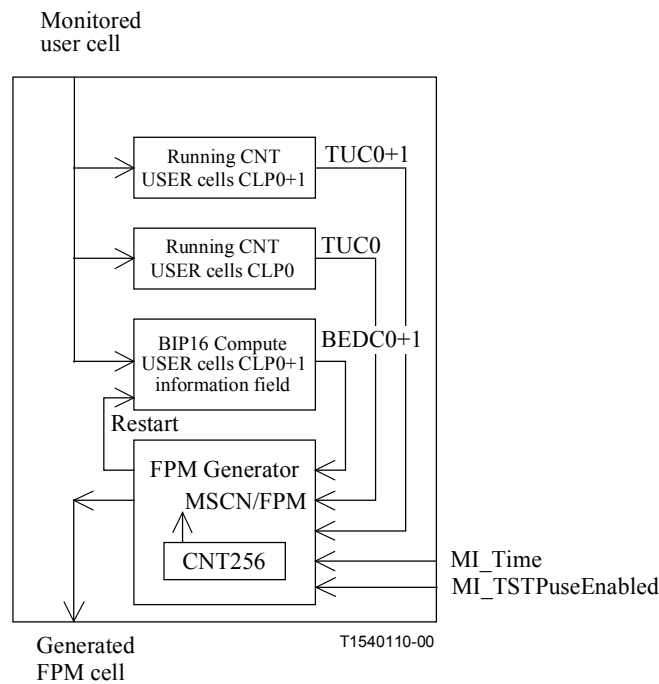 Monitored
user cell
Running CNT
USER cells CLP0+1
TUC0+1
Running CNT
USER cells CLP0
TUC0
BIP16 Compute
USER cells CLP0+1
information field
BEDC0+1
Restart
FPM Generator
MSCN/FPM
CNT256
MI_Time
MI_TSTPuseEnabled
Generated
FPM cell
T1540110-00